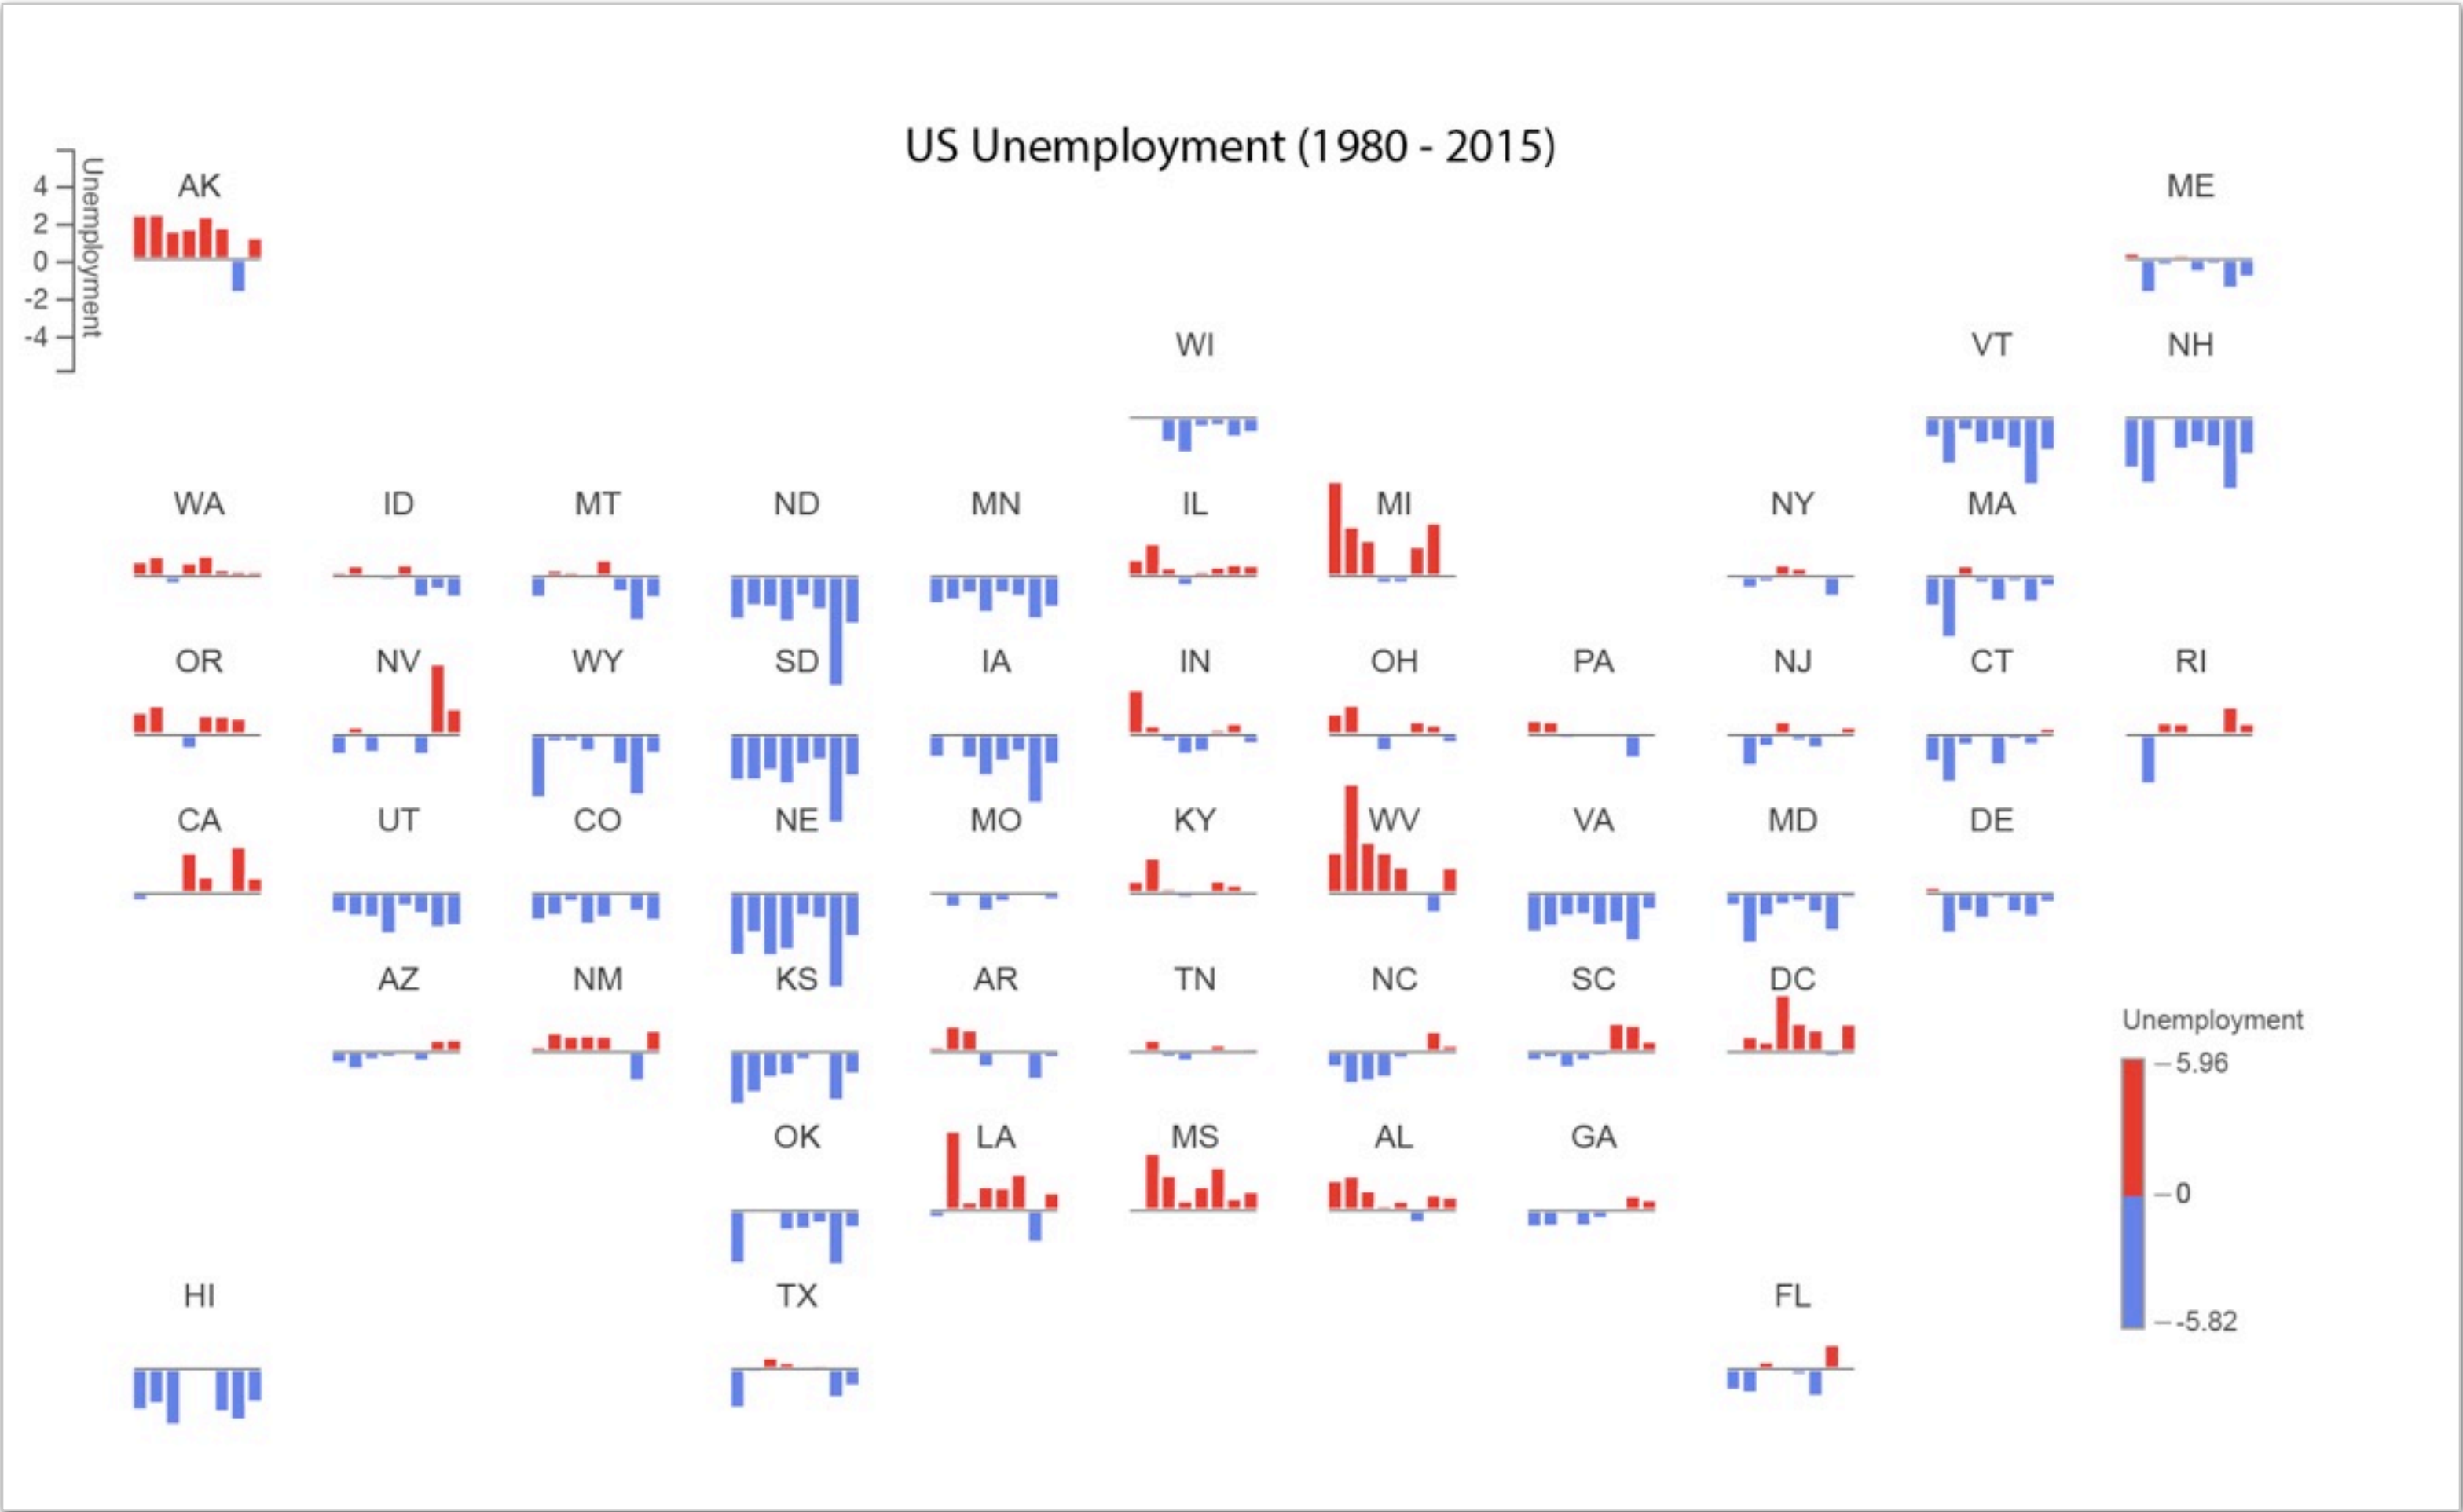 US Unemployment (1980 - 2015)
Unemployment
4
2
0
-2
-4
AK
ME
WI
VT
NH
WA
ID
MT
ND
MN
IL
MI
NY
MA
OR
NV
WY
SD
IA
IN
OH
PA
NJ
CT
RI
CA
UT
CO
NE
MO
KY
WV
VA
MD
DE
AZ
NM
KS
AR
TN
NC
SC
DC
OK
LA
MS
AL
GA
HI
TX
FL
Unemployment
5.96
0
-5.82